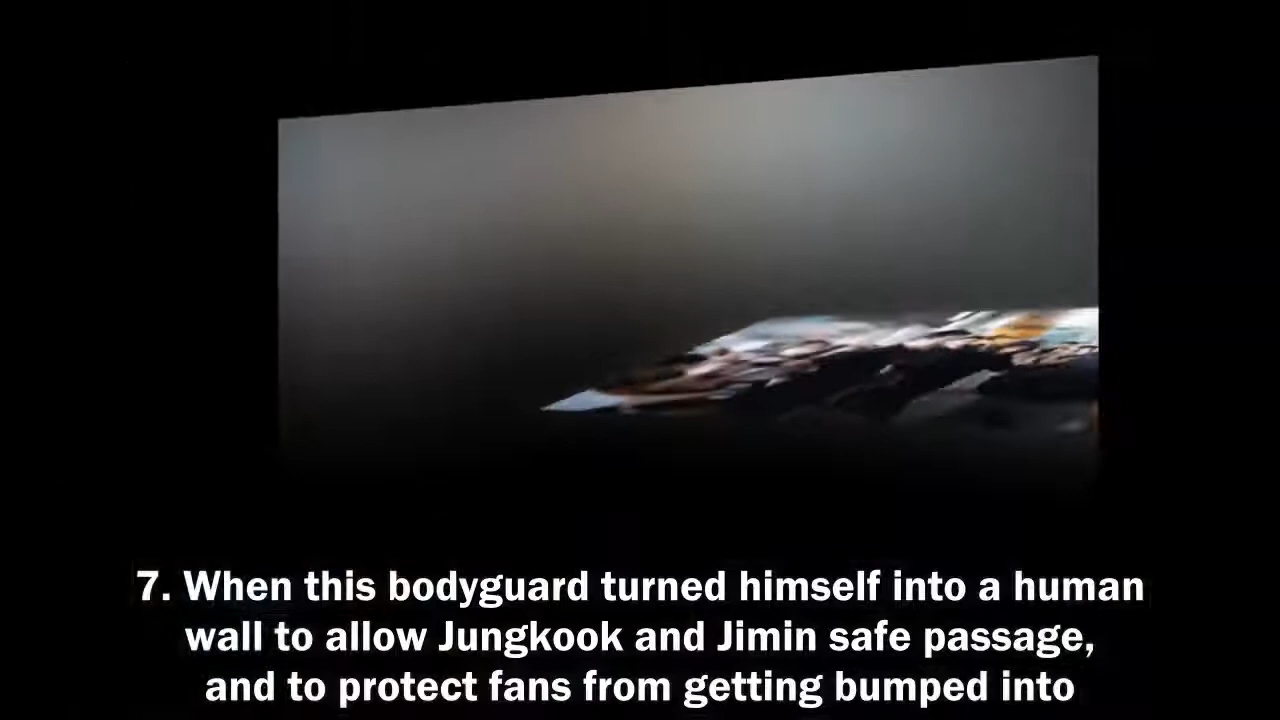 7. When this bodyguard turned himself into a human
wall to allow Jungkook and Jimin safe passage,
and to protect fans from getting bumped into